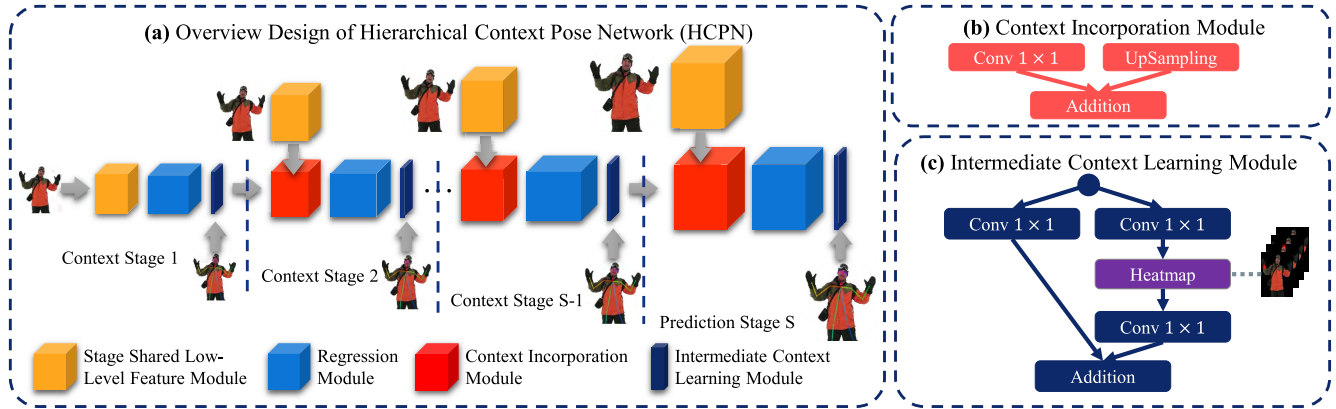 (a) Overview Design of Hierarchical Context Pose Network (HCPN)
Context Stage 1
Context Stage 2
...
Context Stage S-1
Prediction Stage S
Stage Shared Low-
Level Feature Module
Regression
Module
Context Incorporation
Module
Intermediate Context
Learning Module
(b) Context Incorporation Module
Conv 1 × 1
UpSampling
Addition
(c) Intermediate Context Learning Module
Conv 1 × 1
Conv 1 × 1
Heatmap
Conv 1 × 1
Addition